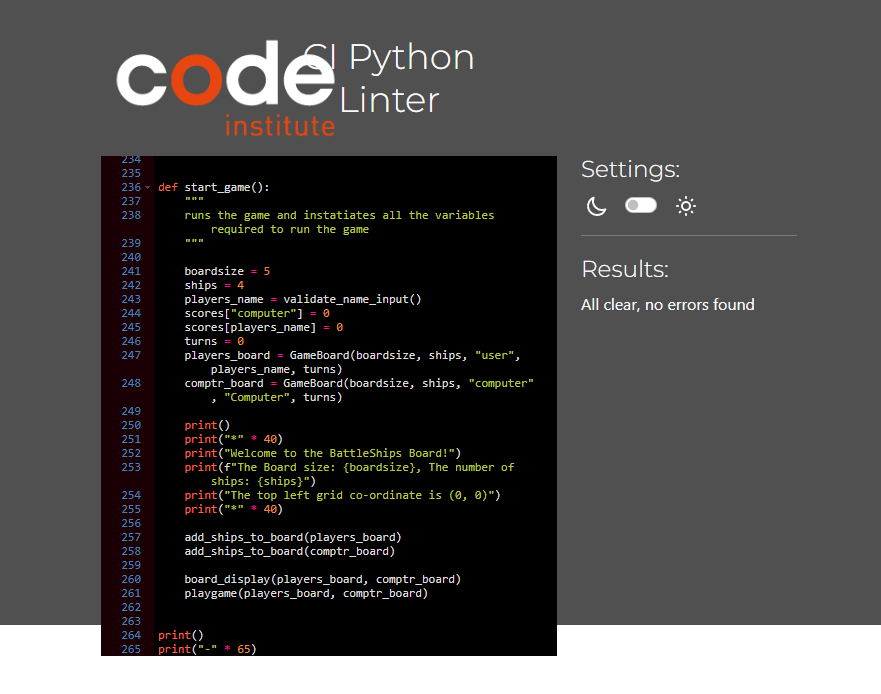 code
institute
CI Python
Linter
234
235
236 def start_game():
237 """
238 runs the game and instatiates all the variables
required to run the game
239 """
240
241 boardsize = 5
242 ships = 4
243 players_name = validate_name_input()
244 scores["computer"] = 0
245 scores[players_name] = 0
246 turns = 0
247 players_board = GameBoard(boardsize, ships, "user",
players_name, turns)
248 comptr_board = GameBoard(boardsize, ships, "computer"
, "Computer", turns)
249
250 print()
251 print("*" * 40)
252 print("Welcome to the BattleShips Board!")
253 print(f"The Board size: {boardsize}, The number of
ships: {ships}")
254 print("The top left grid co-ordinate is (0, 0)")
255 print("*" * 40)
256
257 add_ships_to_board(players_board)
258 add_ships_to_board(comptr_board)
259
260 board_display(players_board, comptr_board)
261 playgame(players_board, comptr_board)
262
263
264 print()
265 print("-" * 65)
Settings:
Results:
All clear, no errors found